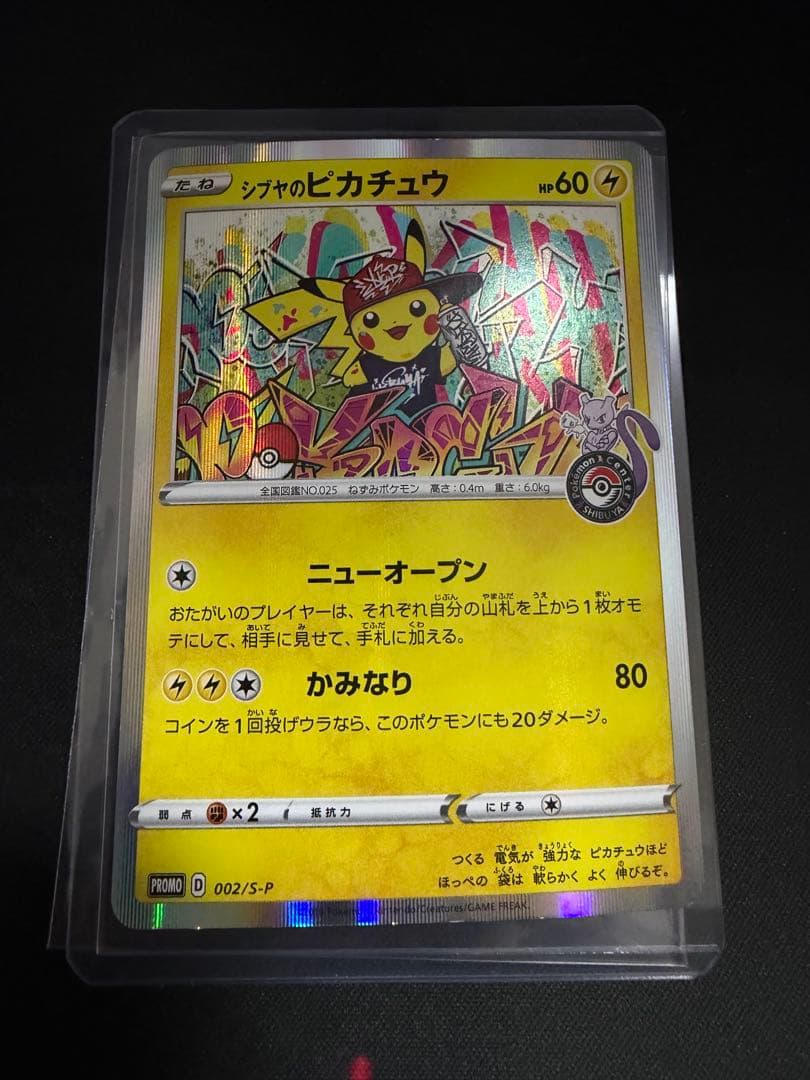 たね シブヤのピカチュウ HP60
全国図鑑NO.025 ねずみポケモン 高さ:0.4m 重さ:6.0kg
Pokémon Center
SHIBUYA
ニューオープン
おたがいのプレイヤーは、それぞれ自分の山札を上から1枚オモ
テにして、相手に見せて、手札に加える。
かみなり 80
コインを1回投げウラなら、このポケモンにも20ダメージ。
弱点 ×2 抵抗力 にげる
つくる 電気が 強力な ピカチュウほど
ほっぺの 袋は 軟らかく よく 伸びるぞ。
PROMO D 002/S-P
Pokémon/Nintendo/Creatures/GAME FREAK.